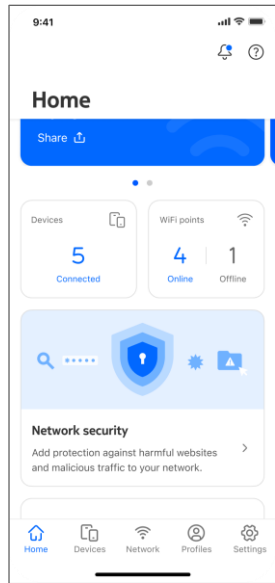 9:41
Home
Share
Devices
5
Connected
WiFi points
4
Online
1
Offline
Network security
Add protection against harmful websites
and malicious traffic to your network.
Home
Devices
Network
Profiles
Settings